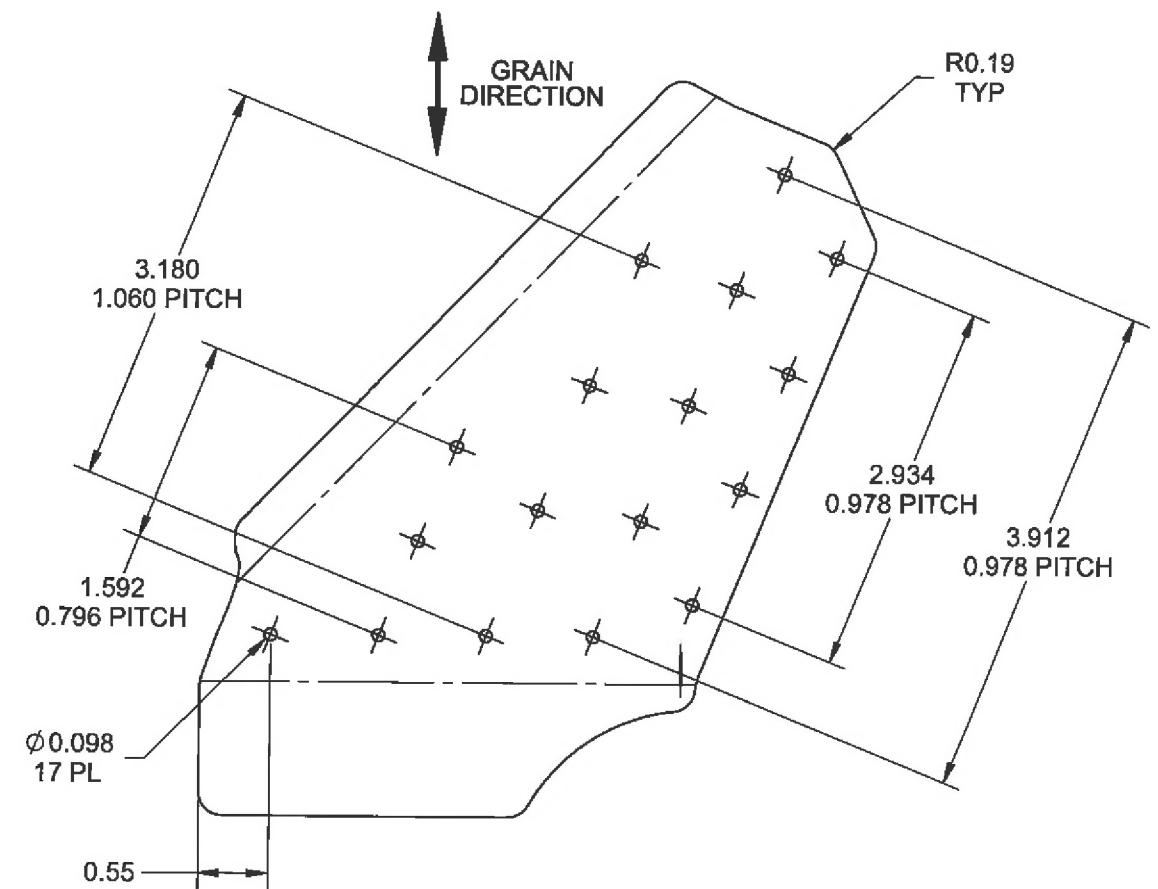 GRAIN
DIRECTION
R0.19
TYP
3.180
1.060 PITCH
1.592
0.796 PITCH
2.934
0.978 PITCH
3.912
0.978 PITCH
Ø0.098
17 PL
0.55